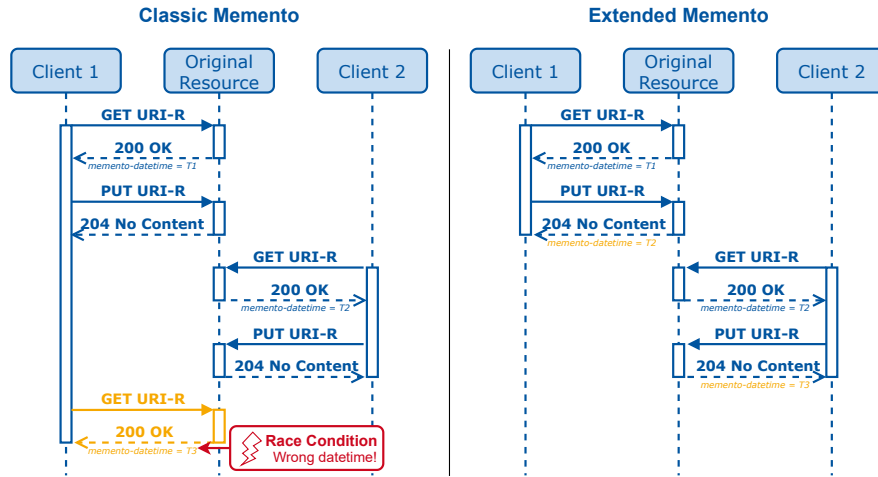 Classic Memento
Client 1
Original
Resource
Client 2
GET URI-R
200 OK
memento-datetime = T1
PUT URI-R
204 No Content
GET URI-R
200 OK
memento-datetime = T2
PUT URI-R
204 No Content
GET URI-R
200 OK
memento-datetime = T3
Race Condition
Wrong datetime!
Extended Memento
Client 1
Original
Resource
Client 2
GET URI-R
200 OK
memento-datetime = T1
PUT URI-R
204 No Content
memento-datetime = T2
GET URI-R
200 OK
memento-datetime = T2
PUT URI-R
204 No Content
memento-datetime = T3